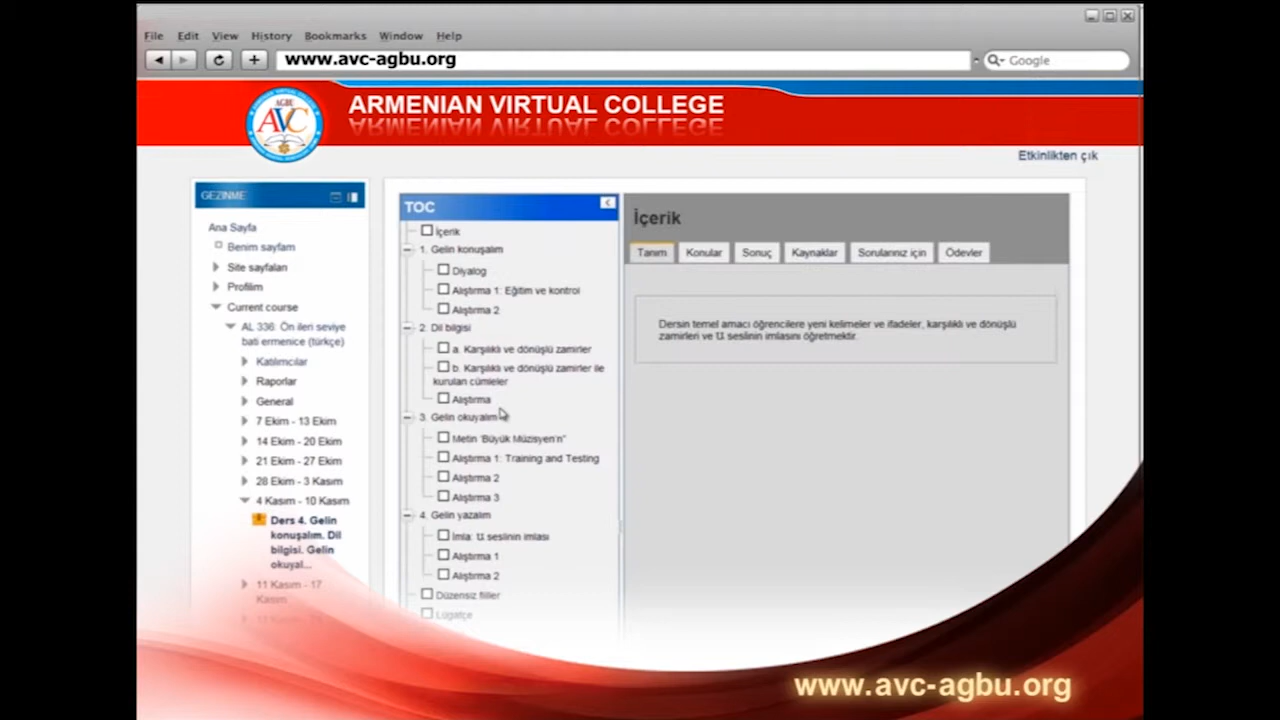 File Edit View History Bookmarks Window Help
www.avc-agbu.org
Google
AGBU
AVC
ARMENIAN VIRTUAL COLLEGE
Etkinlikten çık
GEZINME
Ana Sayfa
Benim sayfam
Site sayfaları
Profilim
Current course
AL 336: Ön ileri seviye
batı ermenice (türkçe)
Katılımcılar
Raporlar
General
7 Ekim - 13 Ekim
14 Ekim - 20 Ekim
21 Ekim - 27 Ekim
28 Ekim - 3 Kasım
4 Kasım - 10 Kasım
Ders 4. Gelin
konuşalım. Dil
bilgisi. Gelin
okuyal...
11 Kasım - 17
Kasım
TOC
İçerik
1. Gelin konuşalım
Diyalog
Alıştırma 1: Eğitim ve kontrol
Alıştırma 2
2. Dil bilgisi
a. Karşılıklı ve dönüşlü zamirler
b. Karşılıklı ve dönüşlü zamirler ile
kurulan cümleler
Alıştırma
3. Gelin okuyalım
Metin 'Büyük Müzisyen'n"
Alıştırma 1: Training and Testing
Alıştırma 2
Alıştırma 3
4. Gelin yazalım
İmla: Ա seslinin imlası
Alıştırma 1
Alıştırma 2
Düzensiz fiiller
Lügatçe
İçerik
Tanım Konular Sonuç Kaynaklar Sorularınız için Ödevler
Dersin temel amacı öğrencilere yeni kelimeler ve ifadeler, karşılıklı ve dönüşlü
zamirleri ve Ա seslinin imlasını öğretmektir.
www.avc-agbu.org